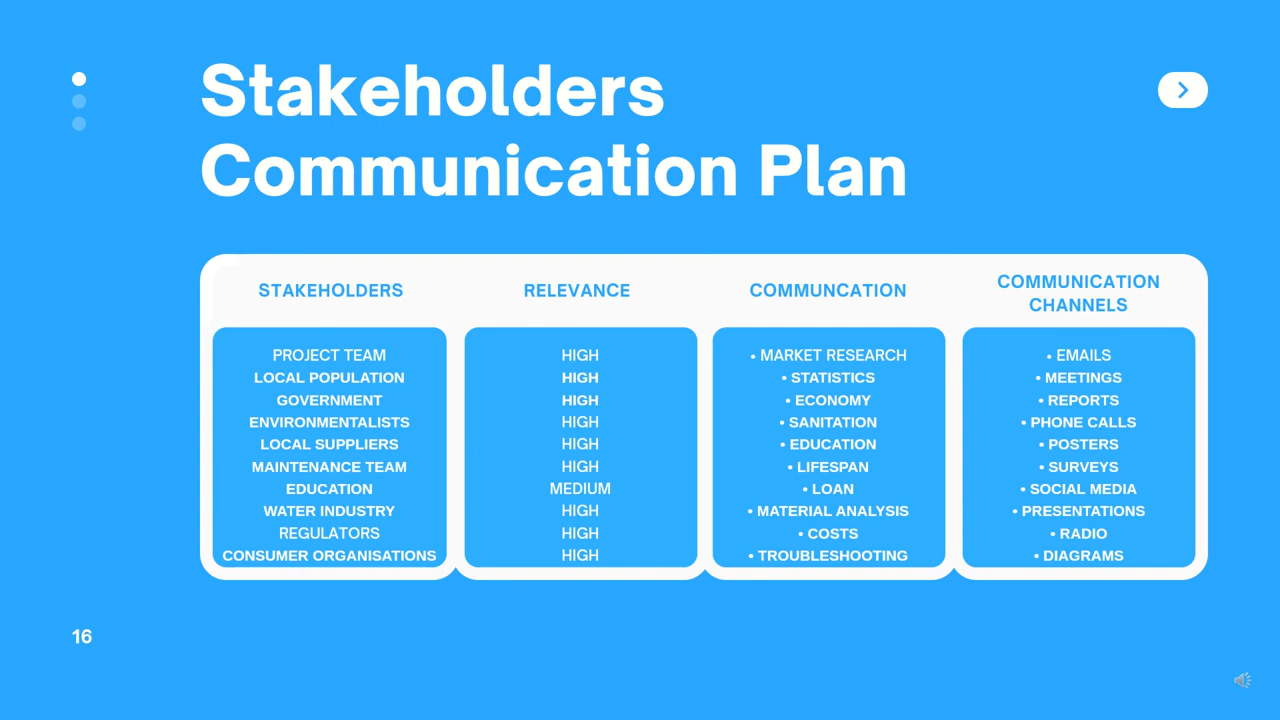 Stakeholders
Communication Plan
STAKEHOLDERS
RELEVANCE
COMMUNCATION
COMMUNICATION
CHANNELS
PROJECT TEAM
LOCAL POPULATION
GOVERNMENT
ENVIRONMENTALISTS
LOCAL SUPPLIERS
MAINTENANCE TEAM
EDUCATION
WATER INDUSTRY
REGULATORS
CONSUMER ORGANISATIONS
HIGH
HIGH
HIGH
HIGH
HIGH
HIGH
MEDIUM
HIGH
HIGH
HIGH
• MARKET RESEARCH
• STATISTICS
• ECONOMY
• SANITATION
• EDUCATION
• LIFESPAN
• LOAN
• MATERIAL ANALYSIS
• COSTS
• TROUBLESHOOTING
• EMAILS
• MEETINGS
• REPORTS
• PHONE CALLS
• POSTERS
• SURVEYS
• SOCIAL MEDIA
• PRESENTATIONS
• RADIO
• DIAGRAMS
16